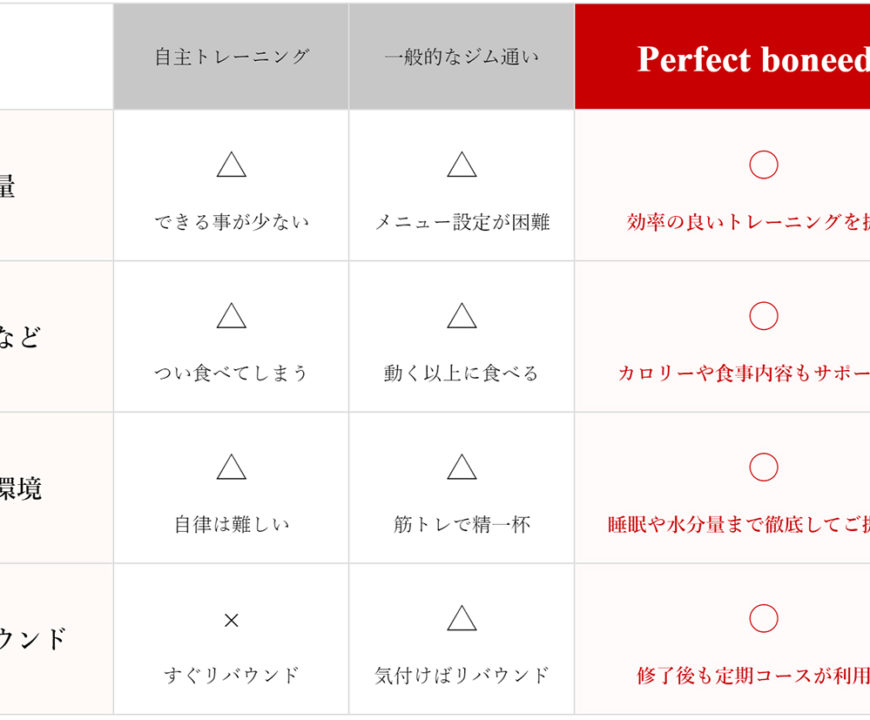 自主トレーニング
一般的なジム通い
Perfect boneed
量
△
△
○
できる事が少ない
メニュー設定が困難
効率の良いトレーニングを
など
△
△
○
つい食べてしまう
動く以上に食べる
カロリーや食事内容もサポー
環境
△
△
○
自律は難しい
筋トレで精一杯
睡眠や水分量まで徹底してご
ウンド
×
△
○
すぐリバウンド
気付けばリバウンド
修了後も定期コースが利用